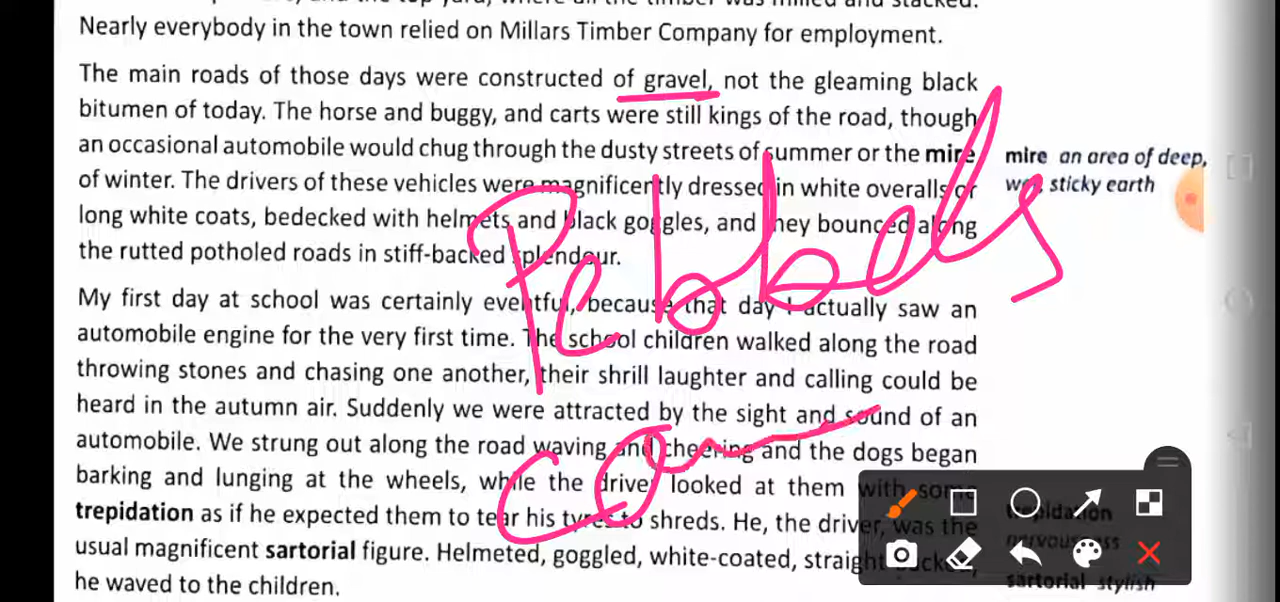 Nearly everybody in the town relied on Millars Timber Company for employment.
The main roads of those days were constructed of gravel, not the gleaming black
bitumen of today. The horse and buggy, and carts were still kings of the road, though
an occasional automobile would chug through the dusty streets of summer or the mire
mire an area of deep,
of winter. The drivers of these vehicles were magnificently dressed in white overalls or
wet, sticky earth
long white coats, bedecked with helmets and black goggles, and they bounced along
the rutted potholed roads in stiff-backed splendour.
Pebbels
My first day at school was certainly eventful, because that day I actually saw an
automobile engine for the very first time. The school children walked along the road
throwing stones and chasing one another, their shrill laughter and calling could be
heard in the autumn air. Suddenly we were attracted by the sight and sound of an
automobile. We strung out along the road waving and cheering and the dogs began
barking and lunging at the wheels, while the driver looked at them with some
trepidation as if he expected them to tear his tyres to shreds. He, the driver, was the
nervousness
usual magnificent sartorial figure. Helmeted, goggled, white-coated, straight backed,
sartorial stylish
he waved to the children.